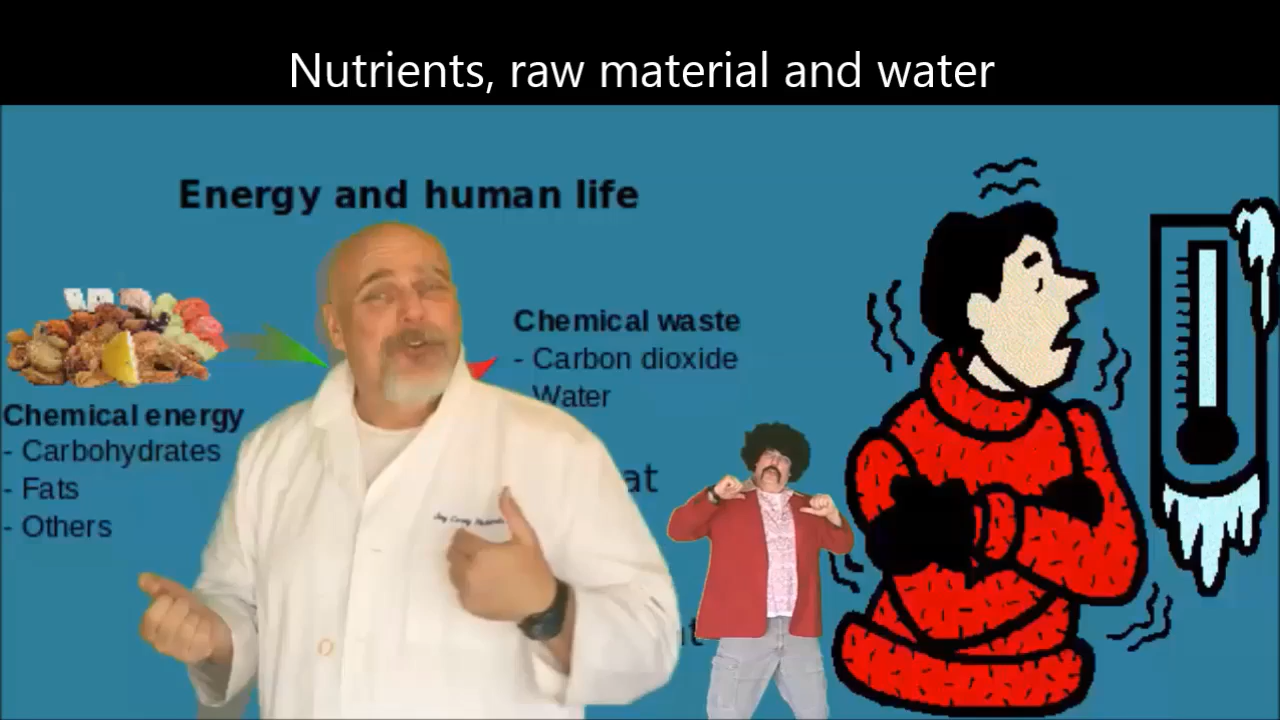 Nutrients, raw material and water
Energy and human life
Chemical energy
- Carbohydrates
- Fats
- Others
Chemical waste
- Carbon dioxide
Water
at